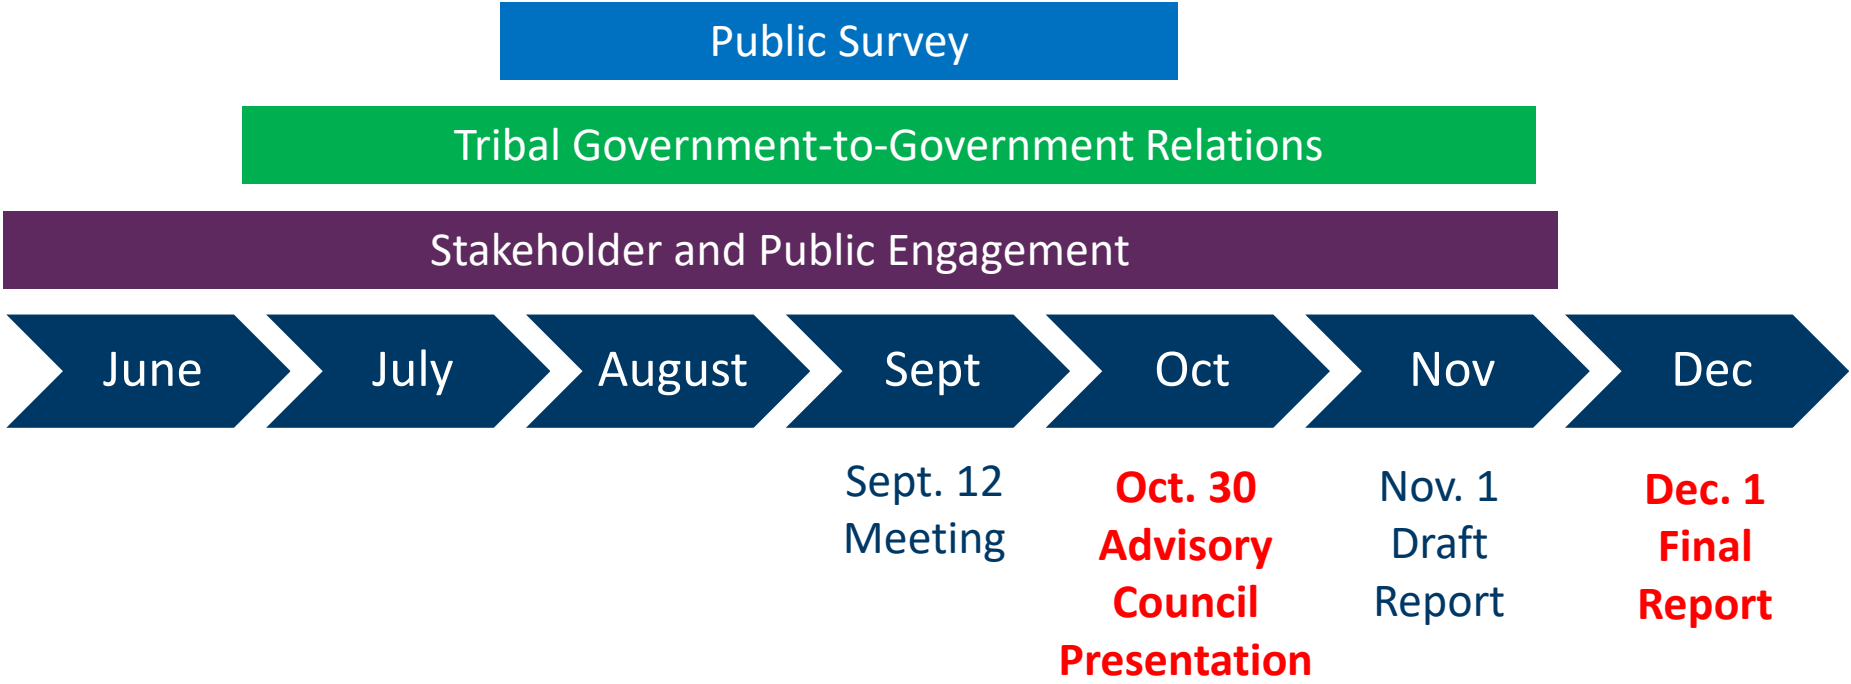 Public Survey
Tribal Government-to-Government Relations
Stakeholder and Public Engagement
June
July
August
Sept
Oct
Nov
Dec
Sept. 12
Meeting
Oct. 30
Advisory
Council
Presentation
Nov. 1
Draft
Report
Dec. 1
Final
Report